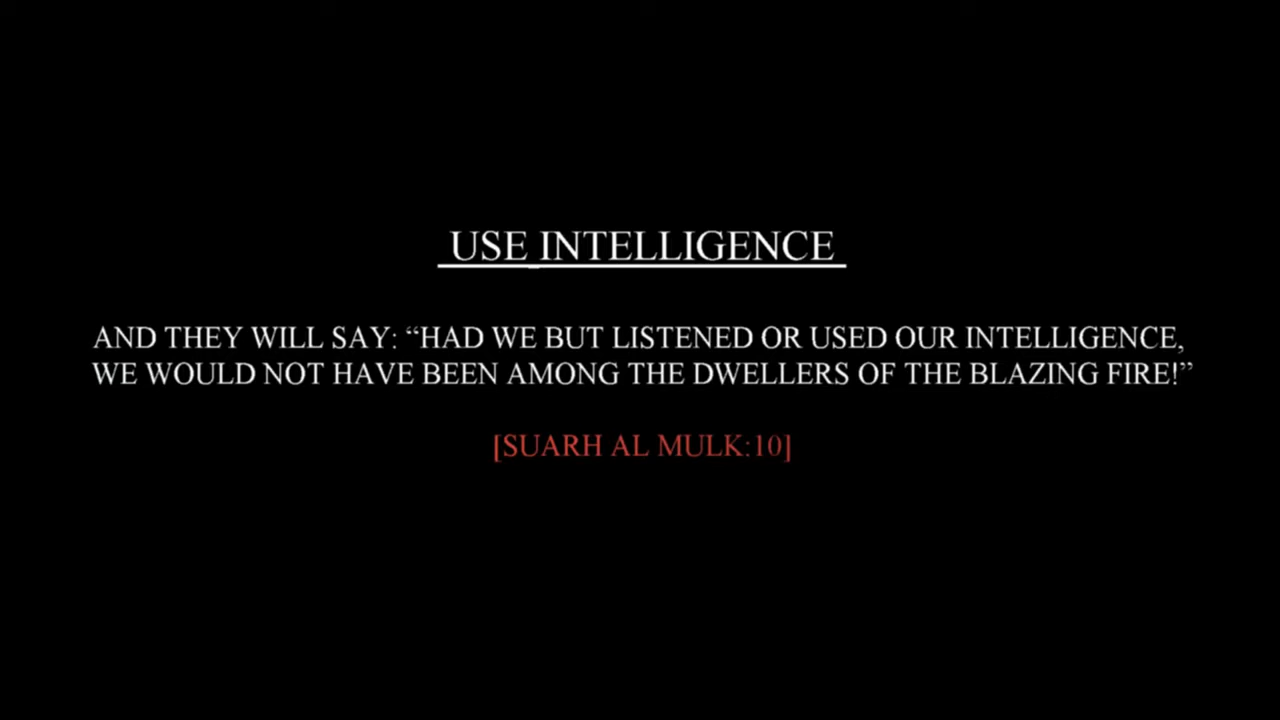 USE INTELLIGENCE
AND THEY WILL SAY: “HAD WE BUT LISTENED OR USED OUR INTELLIGENCE,
WE WOULD NOT HAVE BEEN AMONG THE DWELLERS OF THE BLAZING FIRE!”
[SUARH AL MULK:10]